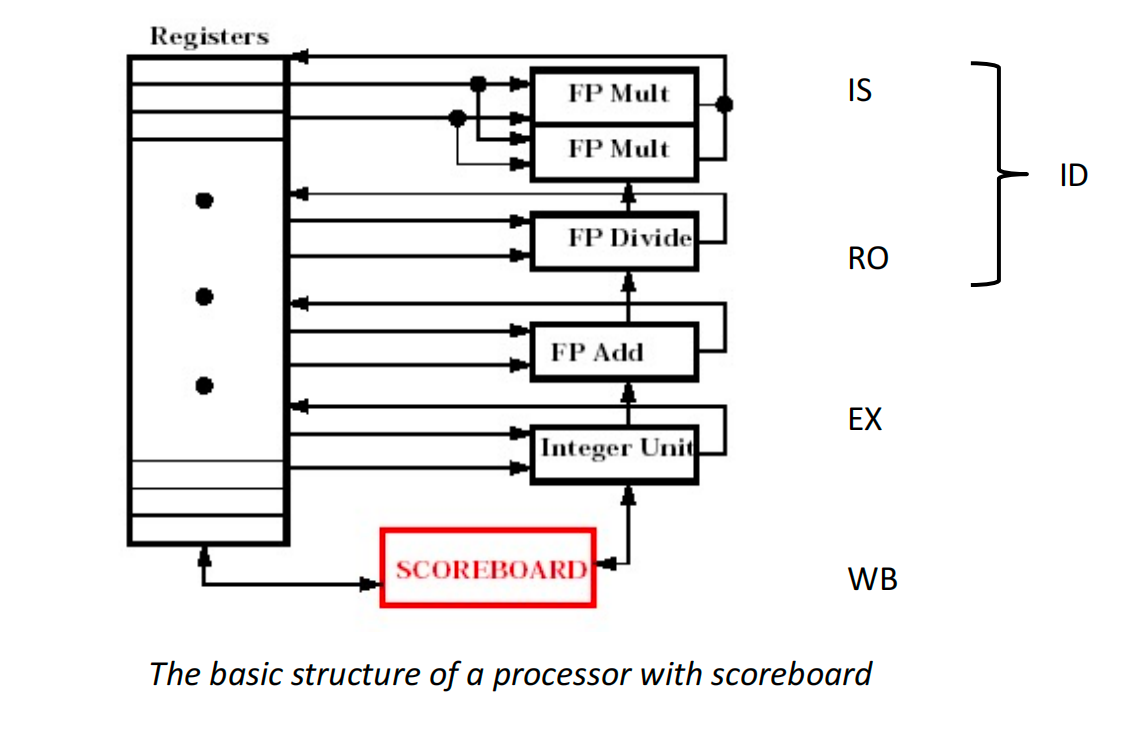 Registers
FP Mult
FP Mult
FP Divide
FP Add
Integer Unit
SCOREBOARD
IS
RO
EX
WB
ID
The basic structure of a processor with scoreboard